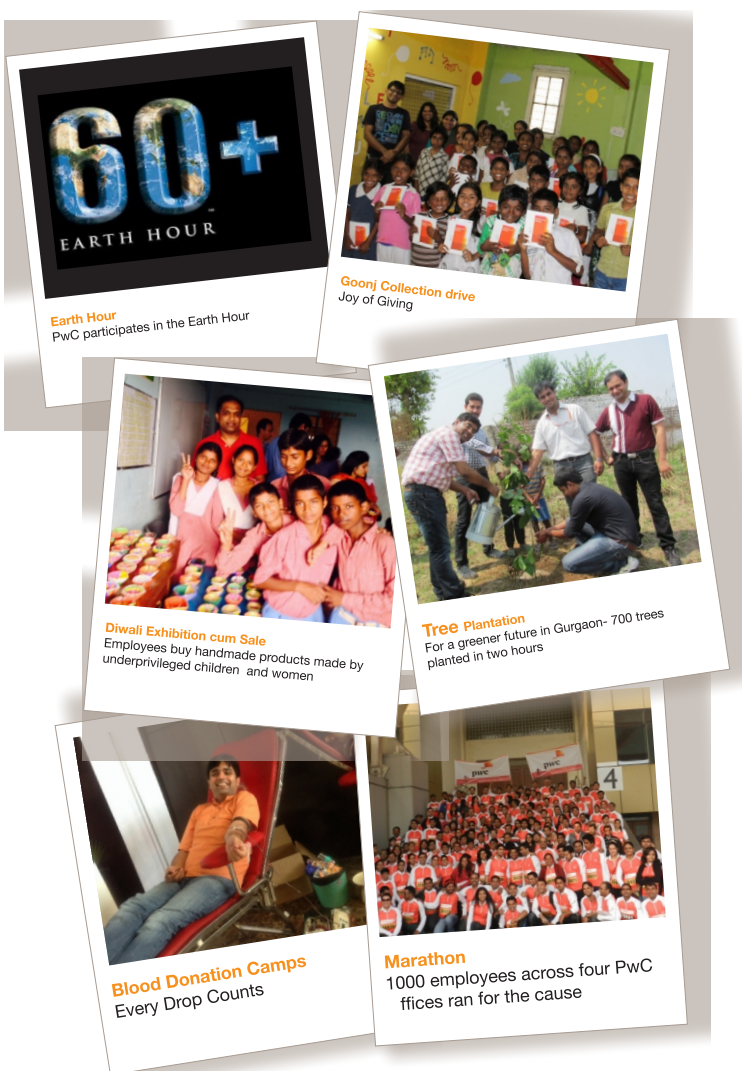 60+
™
EARTH HOUR
Earth Hour
PwC participates in the Earth Hour
Goonj Collection drive
Joy of Giving
Diwali Exhibition cum Sale
Employees buy handmade products made by
underprivileged children and women
Tree Plantation
For a greener future in Gurgaon- 700 trees
planted in two hours
Blood Donation Camps
Every Drop Counts
pwc
pwc
4
Marathon
1000 employees across four PwC
ffices ran for the cause